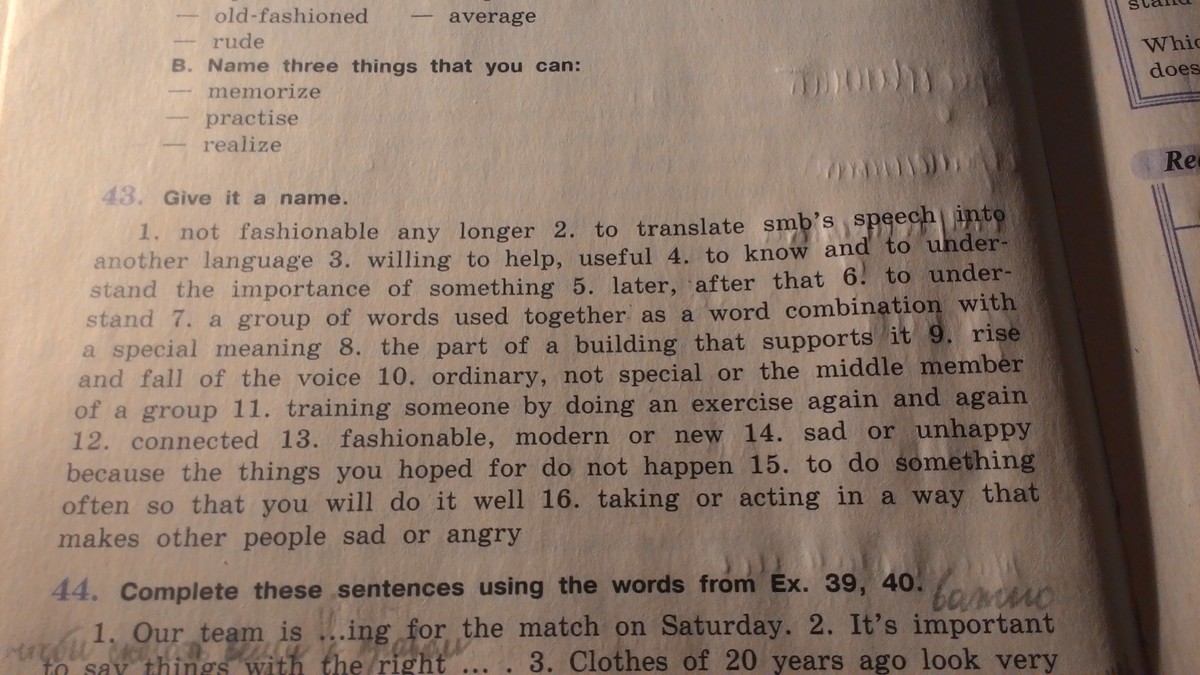 — old-fashioned — average
— rude
B. Name three things that you can:
— memorize
— practise
— realize
43. Give it a name.
1. not fashionable any longer 2. to translate smb's speech into
another language 3. willing to help, useful 4. to know and to under-
stand the importance of something 5. later, after that 6. to under-
stand 7. a group of words used together as a word combination with
a special meaning 8. the part of a building that supports it 9. rise
and fall of the voice 10. ordinary, not special or the middle member
of a group 11. training someone by doing an exercise again and again
12. connected 13. fashionable, modern or new 14. sad or unhappy
because the things you hoped for do not happen 15. to do something
often so that you will do it well 16. taking or acting in a way that
makes other people sad or angry
44. Complete these sentences using the words from Ex. 39, 40.
1. Our team is ...ing for the match on Saturday. 2. It's important
to say things with the right ... . 3. Clothes of 20 years ago look very
does